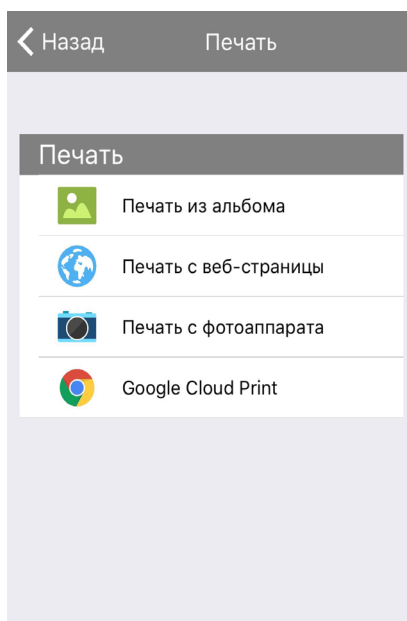 Назад
Печать
Печать
Печать из альбома
Печать с веб-страницы
Печать с фотоаппарата
Google Cloud Print